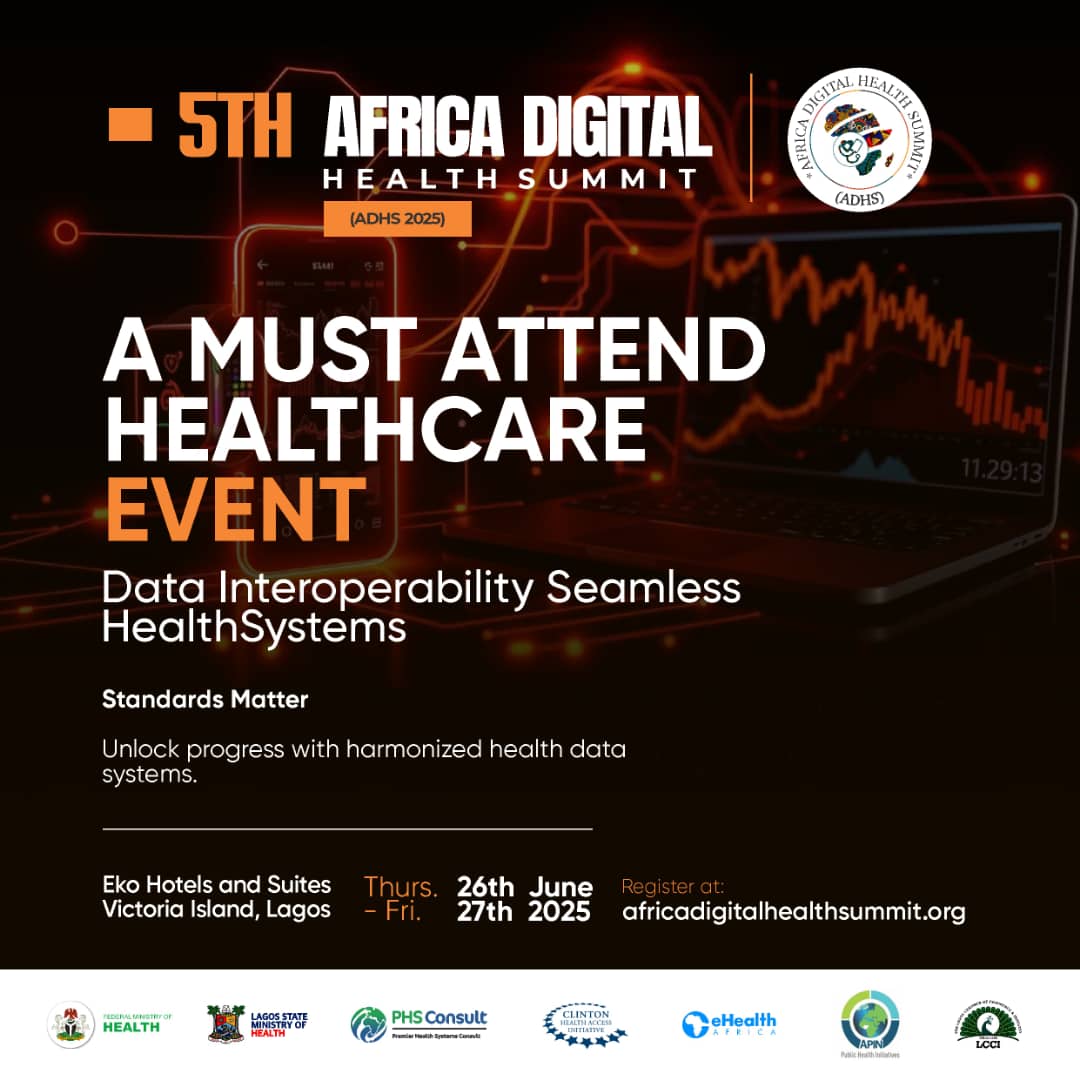 5TH AFRICA DIGITAL
HEALTH SUMMIT
(ADHS 2025)
* AFRICA DIGITAL HEALTH SUMMIT *
(ADHS)
A MUST ATTEND
HEALTHCARE
EVENT
11.29:13
Data Interoperability Seamless
HealthSystems
Standards Matter
Unlock progress with harmonized health data
systems.
Eko Hotels and Suites
Victoria Island, Lagos
Thurs. 26th June
- Fri. 27th 2025
Register at:
africadigitalhealthsummit.org
FEDERAL MINISTRY OF
HEALTH
LAGOS STATE
MINISTRY OF
HEALTH
PHS Consult
Premier Health Systems Consult
CLINTON
HEALTH ACCESS
INITIATIVE
eHealth
AFRICA
APIN
Public Health Initiatives
LCCI